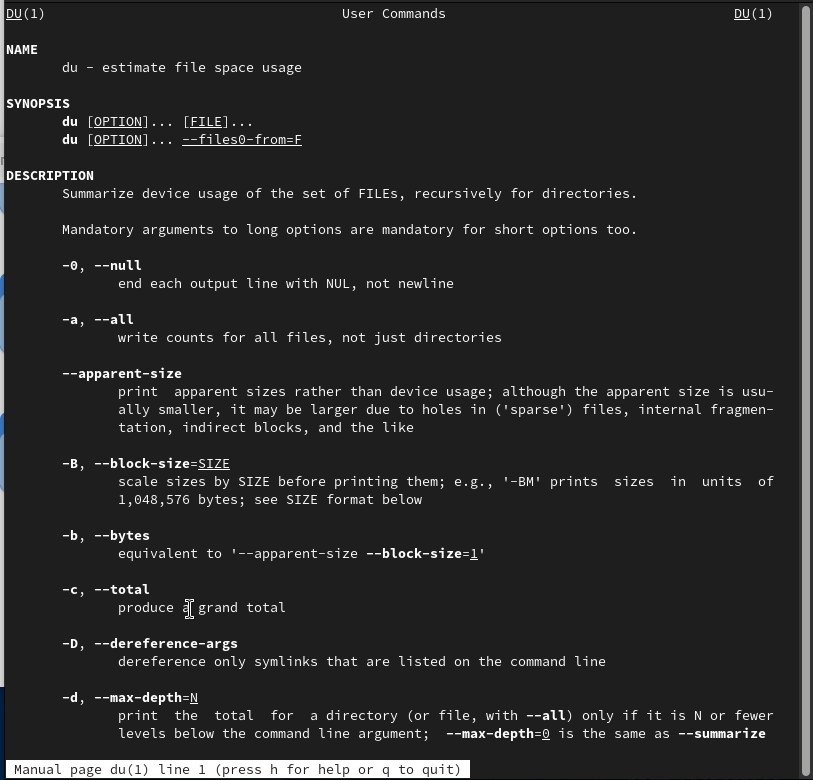 DU(1) User Commands DU(1)
NAME
du - estimate file space usage
SYNOPSIS
du [OPTION]... [FILE]...
du [OPTION]... --files0-from=F
DESCRIPTION
Summarize device usage of the set of FILEs, recursively for directories.
Mandatory arguments to long options are mandatory for short options too.
-0, --null
end each output line with NUL, not newline
-a, --all
write counts for all files, not just directories
--apparent-size
print apparent sizes rather than device usage; although the apparent size is usu-
ally smaller, it may be larger due to holes in ('sparse') files, internal fragmen-
tation, indirect blocks, and the like
-B, --block-size=SIZE
scale sizes by SIZE before printing them; e.g., '-BM' prints sizes in units of
1,048,576 bytes; see SIZE format below
-b, --bytes
equivalent to '--apparent-size --block-size=1'
-c, --total
produce a grand total
-D, --dereference-args
dereference only symlinks that are listed on the command line
-d, --max-depth=N
print the total for a directory (or file, with --all) only if it is N or fewer
levels below the command line argument; --max-depth=0 is the same as --summarize
Manual page du(1) line 1 (press h for help or q to quit)